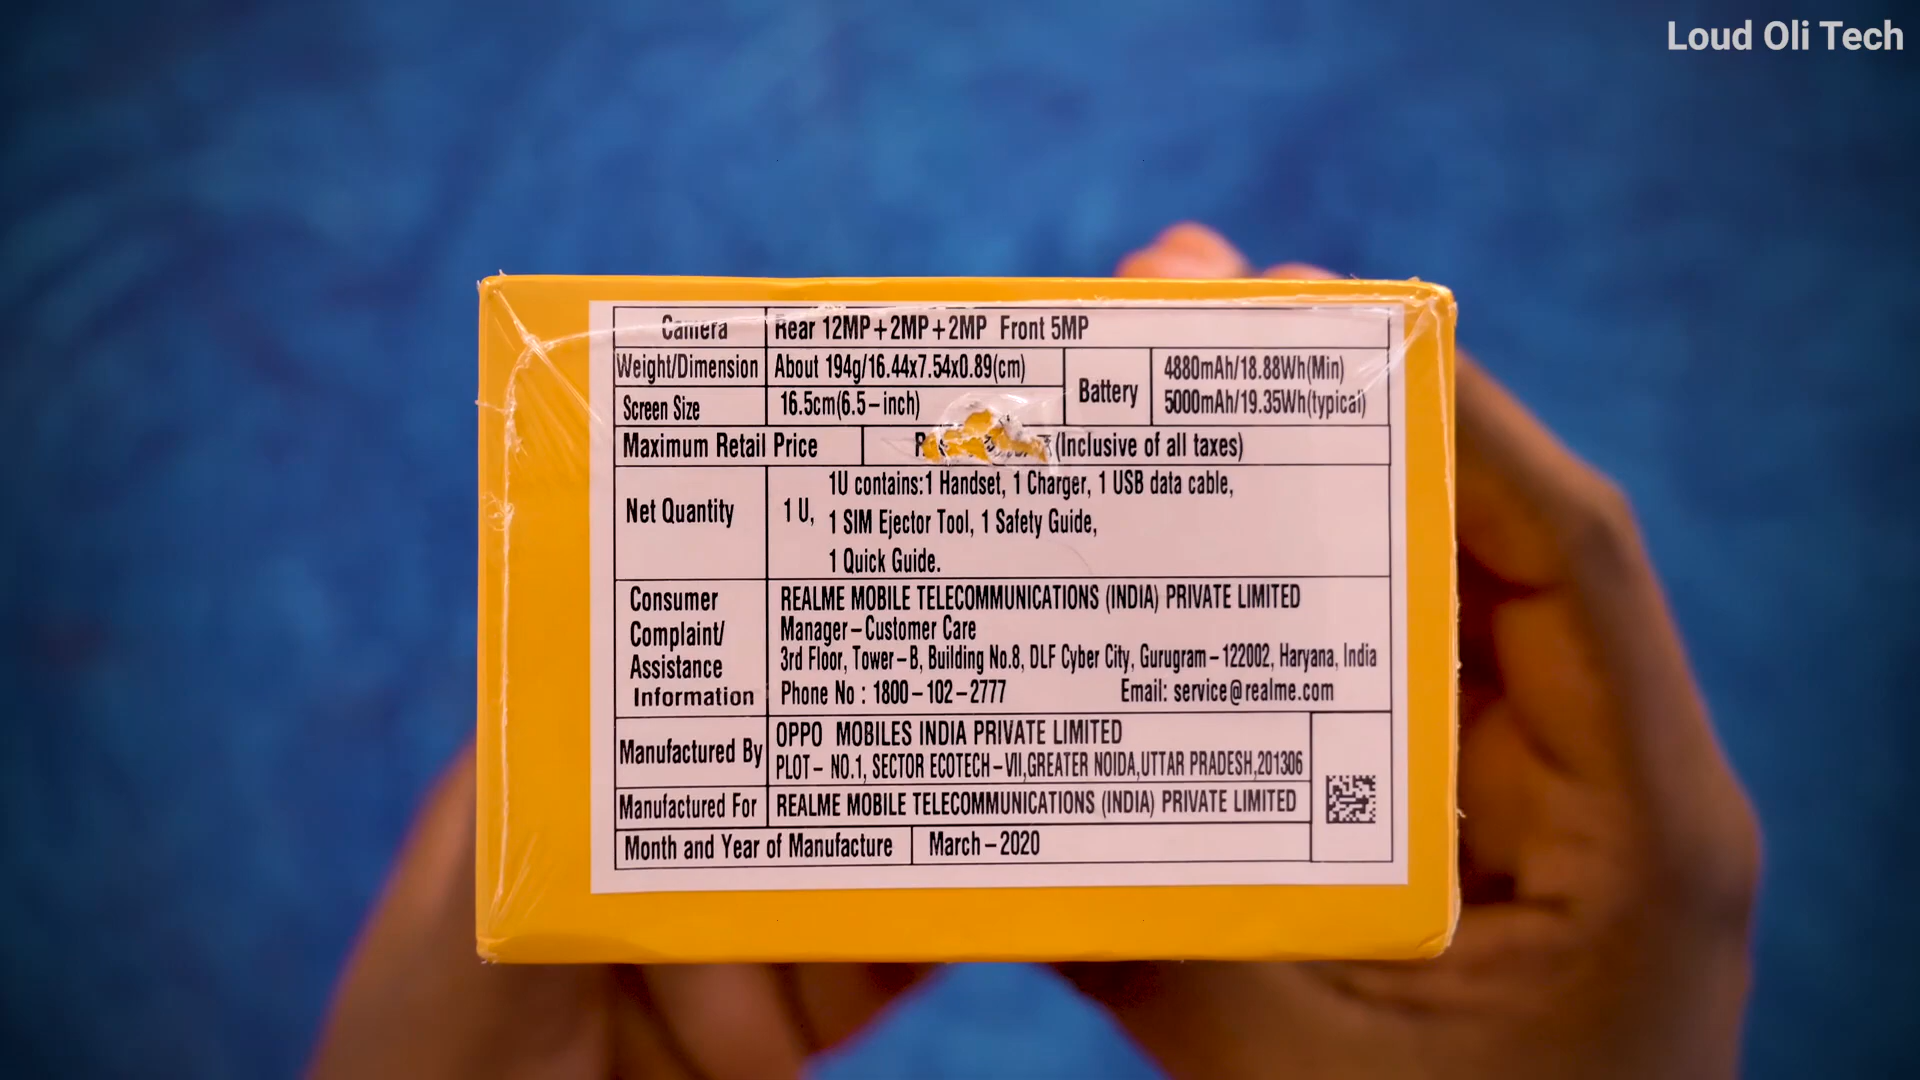 Loud Oli Tech
Camera Rear 12MP+2MP+2MP Front 5MP
Weight/Dimension About 194g/16.44x7.54x0.89(cm)
Screen Size 16.5cm(6.5-inch)
Battery 4880mAh/18.88Wh(Min)
5000mAh/19.35Wh(typical)
Maximum Retail Price (Inclusive of all taxes)
Net Quantity 1 U, 1U contains:1 Handset, 1 Charger, 1 USB data cable,
1 SIM Ejector Tool, 1 Safety Guide,
1 Quick Guide.
Consumer Complaint/ Assistance Information
REALME MOBILE TELECOMMUNICATIONS (INDIA) PRIVATE LIMITED
Manager-Customer Care
3rd Floor, Tower-B, Building No.8, DLF Cyber City, Gurugram-122002, Haryana, India
Phone No : 1800-102-2777 Email: service@realme.com
Manufactured By OPPO MOBILES INDIA PRIVATE LIMITED
PLOT- NO.1, SECTOR ECOTECH-VII,GREATER NOIDA,UTTAR PRADESH,201306
Manufactured For REALME MOBILE TELECOMMUNICATIONS (INDIA) PRIVATE LIMITED
Month and Year of Manufacture March-2020